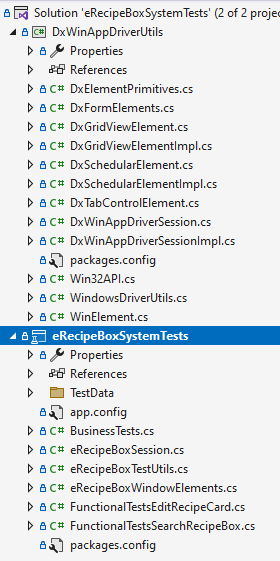 Solution 'eRecipeBoxSystemTests' (2 of 2 project
DxWinAppDriverUtils
Properties
References
C# DxElementPrimitives.cs
C# DxFormElements.cs
C# DxGridViewElement.cs
C# DxGridViewElementImpl.cs
C# DxSchedularElement.cs
C# DxSchedularElementImpl.cs
C# DxTabControlElement.cs
C# DxWinAppDriverSession.cs
C# DxWinAppDriverSessionImpl.cs
packages.config
C# Win32API.cs
C# WindowsDriverUtils.cs
C# WinElement.cs
eRecipeBoxSystemTests
Properties
References
TestData
app.config
C# BusinessTests.cs
C# eRecipeBoxSession.cs
C# eRecipeBoxTestUtils.cs
C# eRecipeBoxWindowElements.cs
C# FunctionalTestsEditRecipeCard.cs
C# FunctionalTestsSearchRecipeBox.cs
packages.config